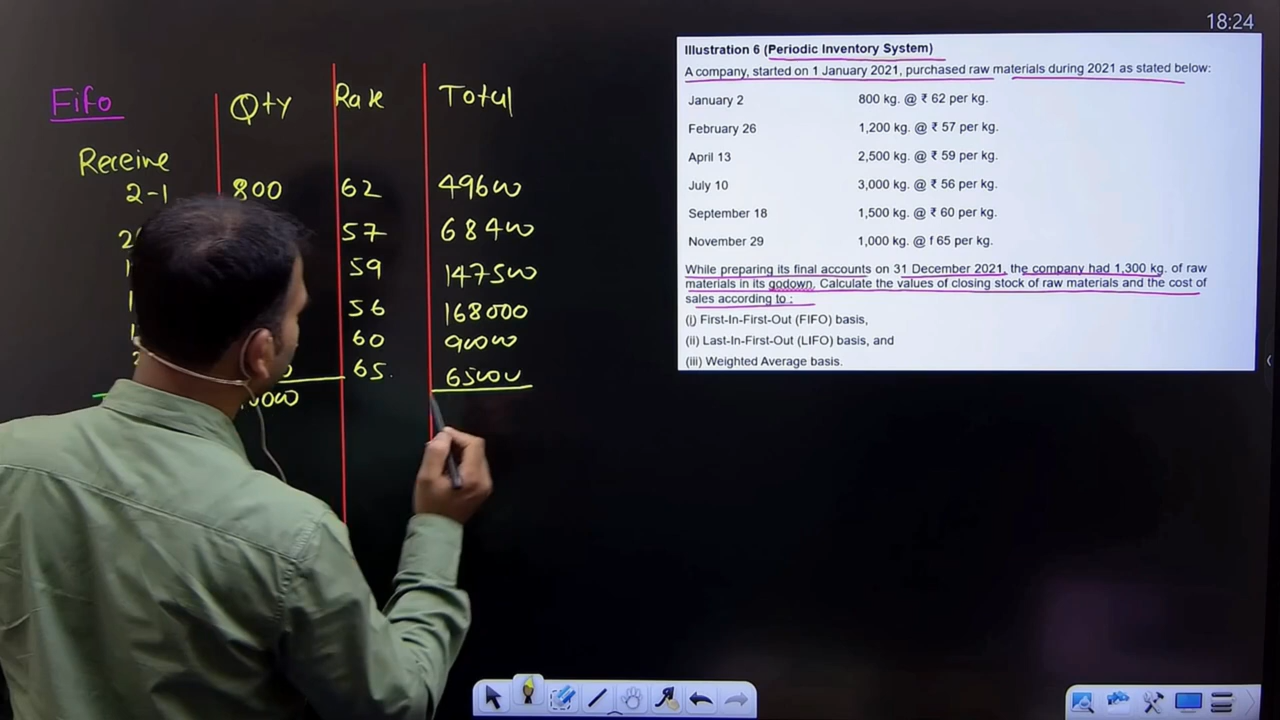 18:24
Fifo
Qty Rate Total
Receive
2-1 800 62 49600
57 68400
59 147500
56 168000
60 90000
65. 65000
Illustration 6 (Periodic Inventory System)
A company, started on 1 January 2021, purchased raw materials during 2021 as stated below:
January 2 800 kg. @ ₹ 62 per kg.
February 26 1,200 kg. @ ₹ 57 per kg.
April 13 2,500 kg. @ ₹ 59 per kg.
July 10 3,000 kg. @ ₹ 56 per kg.
September 18 1,500 kg. @ ₹ 60 per kg.
November 29 1,000 kg. @ f 65 per kg.
While preparing its final accounts on 31 December 2021, the company had 1,300 kg. of raw
materials in its godown. Calculate the values of closing stock of raw materials and the cost of
sales according to :
(i) First-In-First-Out (FIFO) basis,
(ii) Last-In-First-Out (LIFO) basis, and
(iii) Weighted Average basis.